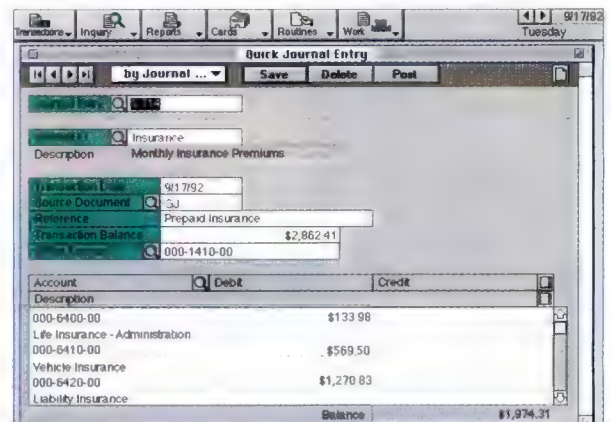 Transactions Inquiry Reports Cards Routines Work 9/17/92
Tuesday
Quick Journal Entry
by Journal ... Save Delete Post
Insurance
Description Monthly Insurance Premiums
Transaction Date 9/17/92
Source Document GJ
Reference Prepaid Insurance
Transaction Balance $2,862.41
000-1410-00
Account Debit Credit
Description
000-6400-00 $133.98
Life Insurance - Administration
000-6410-00 $569.50
Vehicle Insurance
000-6420-00 $1,270.83
Liability Insurance
Balance $1,974.31